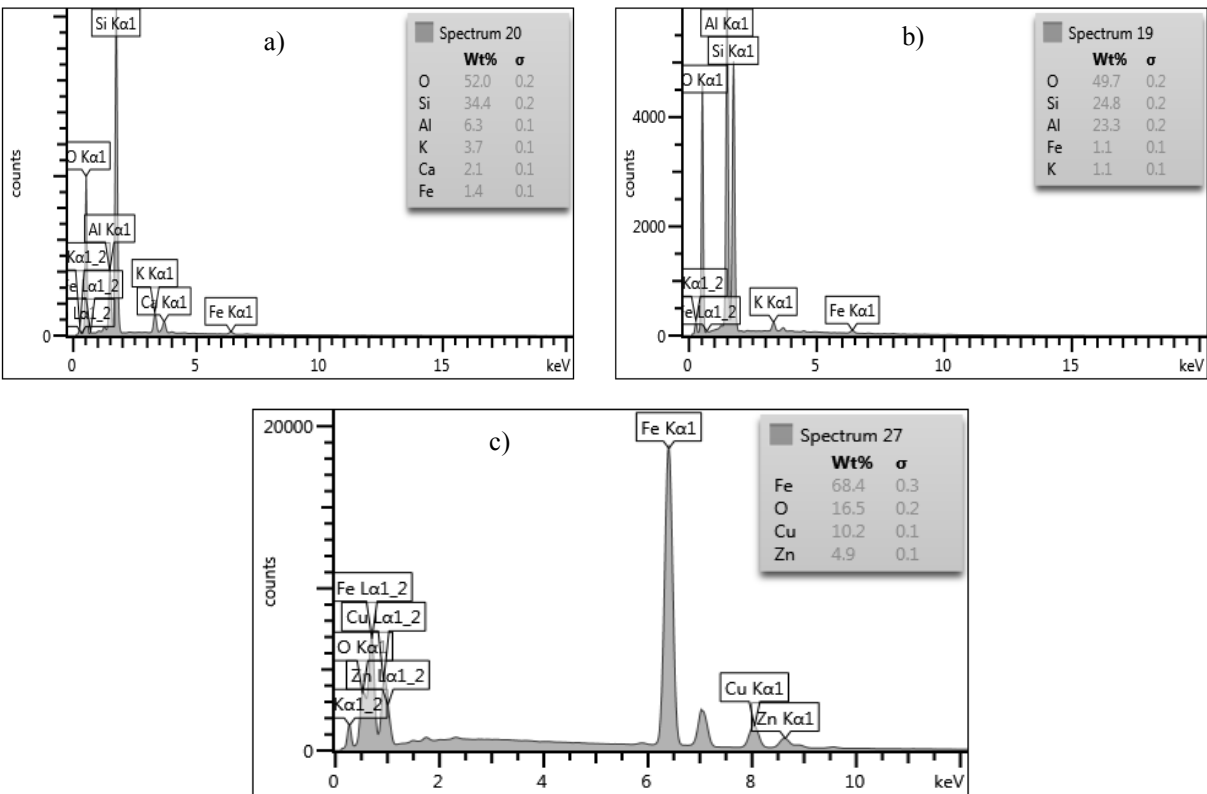 a)
Si Kα1
O Kα1
Al Kα1
Kα1_2
e Lα1_2
Lα1_2
K Kα1
Ca Kα1
Fe Kα1
counts
0
0 5 10 15 keV
Spectrum 20
Wt% σ
O 52.0 0.2
Si 34.4 0.2
Al 6.3 0.1
K 3.7 0.1
Ca 2.1 0.1
Fe 1.4 0.1
b)
Al Kα1
Si Kα1
O Kα1
Kα1_2
e Lα1_2
K Kα1
Fe Kα1
counts
4000
2000
0
0 5 10 15 keV
Spectrum 19
Wt% σ
O 49.7 0.2
Si 24.8 0.2
Al 23.3 0.2
Fe 1.1 0.1
K 1.1 0.1
c)
20000
counts
0
Fe Kα1
Fe Lα1_2
Cu Lα1_2
O Kα1
Zn Lα1_2
Kα1_2
Cu Kα1
Zn Kα1
0 2 4 6 8 10 keV
Spectrum 27
Wt% σ
Fe 68.4 0.3
O 16.5 0.2
Cu 10.2 0.1
Zn 4.9 0.1